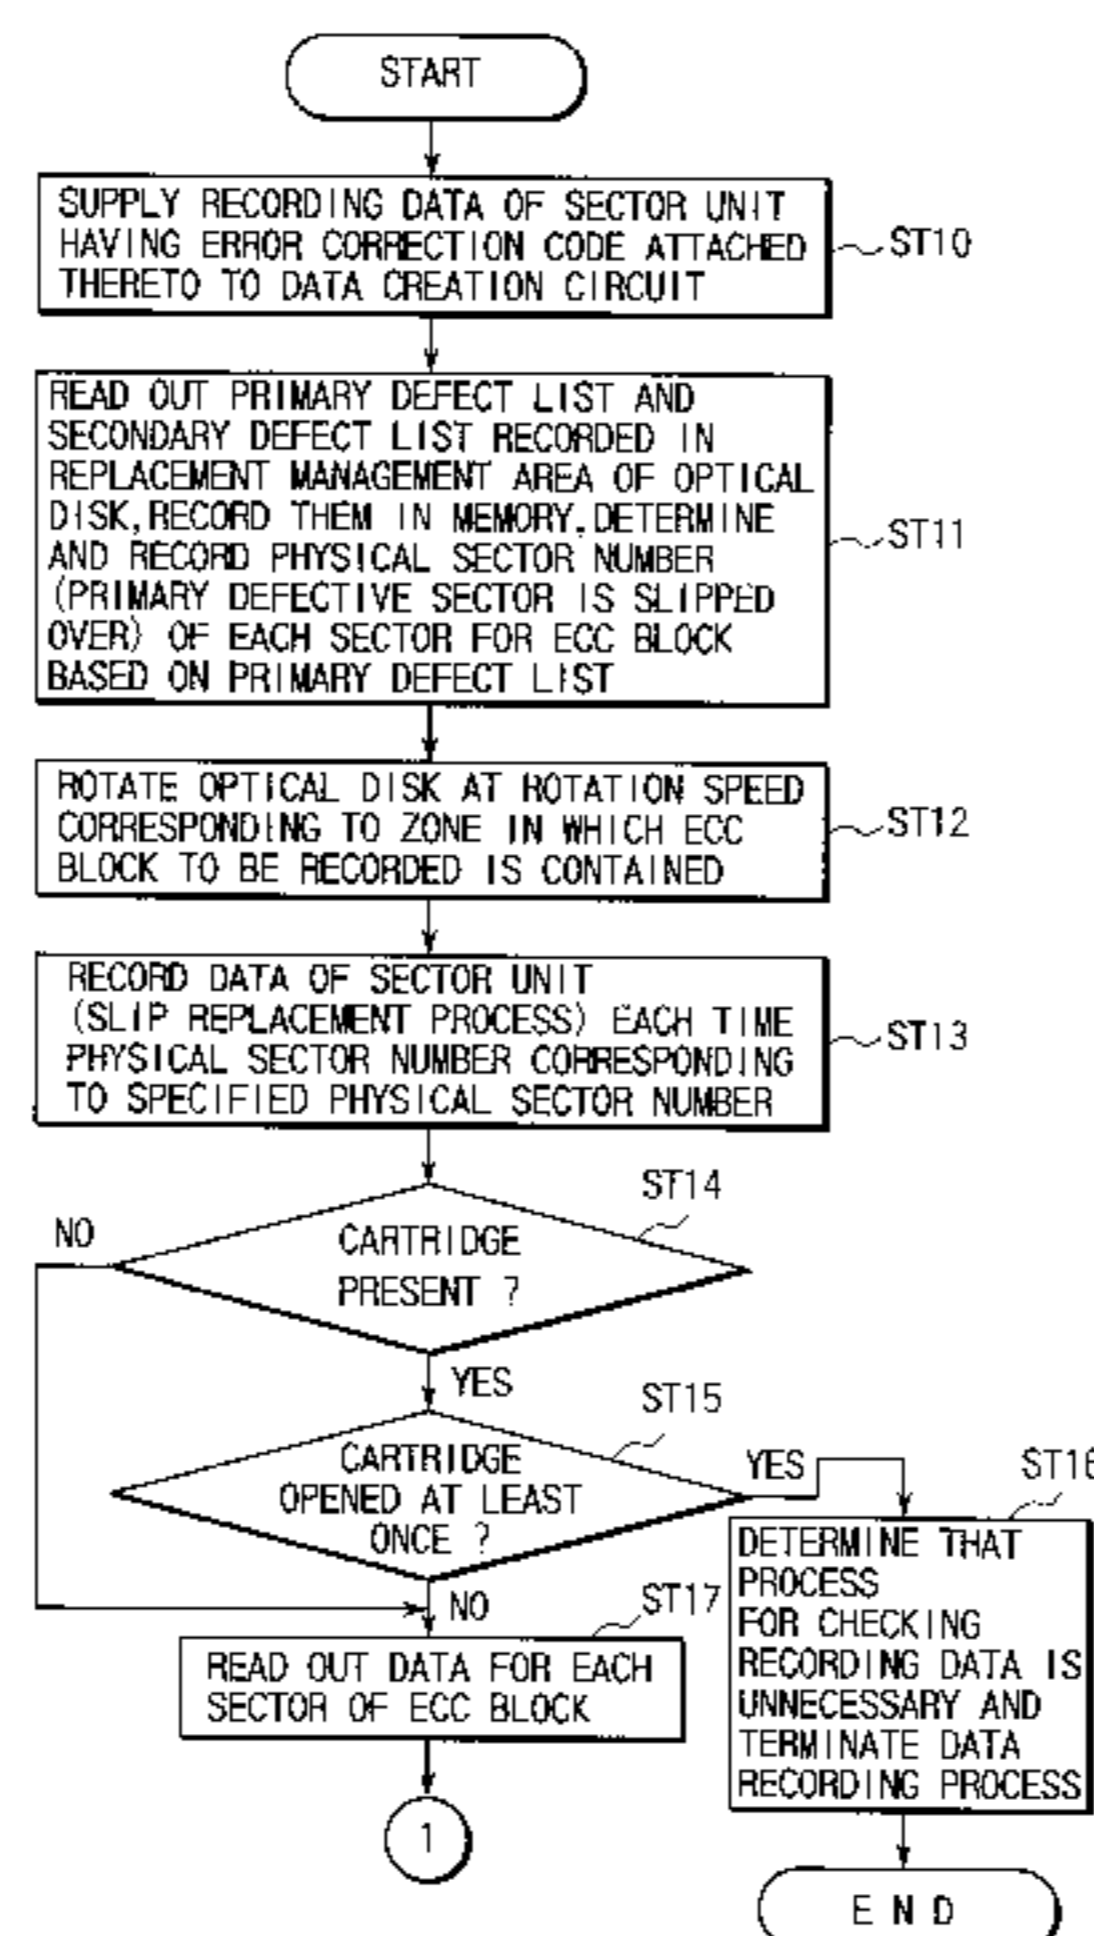 START
SUPPLY RECORDING DATA OF SECTOR UNIT
HAVING ERROR CORRECTION CODE ATTACHED
THERETO TO DATA CREATION CIRCUIT
ST10
READ OUT PRIMARY DEFECT LIST AND
SECONDARY DEFECT LIST RECORDED IN
REPLACEMENT MANAGEMENT AREA OF OPTICAL
DISK,RECORD THEM IN MEMORY.DETERMINE
AND RECORD PHYSICAL SECTOR NUMBER
(PRIMARY DEFECTIVE SECTOR IS SLIPPED
OVER) OF EACH SECTOR FOR ECC BLOCK
BASED ON PRIMARY DEFECT LIST
ST11
ROTATE OPTICAL DISK AT ROTATION SPEED
CORRESPONDING TO ZONE IN WHICH ECC
BLOCK TO BE RECORDED IS CONTAINED
ST12
RECORD DATA OF SECTOR UNIT
(SLIP REPLACEMENT PROCESS) EACH TIME
PHYSICAL SECTOR NUMBER CORRESPONDING
TO SPECIFIED PHYSICAL SECTOR NUMBER
ST13
ST14
NO
CARTRIDGE
PRESENT ?
YES
ST15
CARTRIDGE
OPENED AT LEAST
ONCE ?
YES
ST16
DETERMINE THAT
PROCESS
FOR CHECKING
RECORDING DATA IS
UNNECESSARY AND
TERMINATE DATA
RECORDING PROCESS
NO
ST17
READ OUT DATA FOR EACH
SECTOR OF ECC BLOCK
1
END